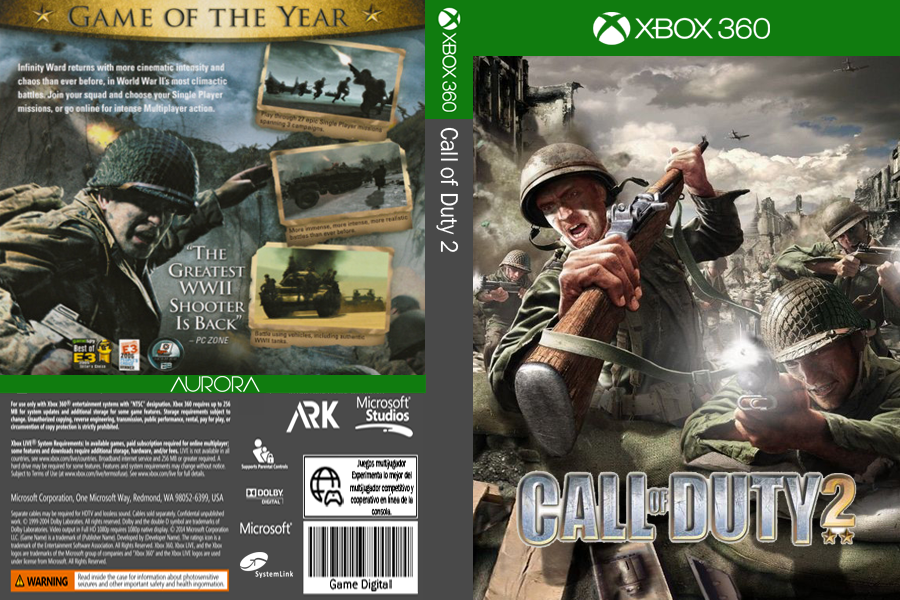 GAME OF THE YEAR
Infinity Ward returns with more cinematic intensity and
chaos than ever before, in World War II's most climactic
battles. Join your squad and choose your Single Player
missions, or go online for intense Multiplayer action.
Play through 27 epic Single Player missions
spanning 3 campaigns.
More immersive, more intense, more realistic
battles than ever before.
Battle using vehicles, including authentic
WWII tanks.
"THE
GREATEST
WWII
SHOOTER
IS BACK"
– PC ZONE
Best of
E3
E3
AURORA
For use only with Xbox 360® entertainment systems with "NTSC" designation. Xbox 360 requires up to 256
MB for system updates and additional storage for some game features. Storage requirements subject to
change. Unauthorized copying, reverse engineering, transmission, public performance, rental, pay for play, or
circumvention of copy protection is strictly prohibited.
Xbox LIVE® System Requirements: In available games, paid subscription required for online multiplayer;
some features and downloads require additional storage, hardware, and/or fees. LIVE is not available in all
countries, see www.xbox.com/live/countries. Broadband internet service and 256 MB or greater required. A
hard drive may be required for some features. Features and system requirements may change without notice
Subject to Terms of Use (at www.xbox.com/live/termsofuse). See www.xbox.com/live for full details.
Microsoft Corporation, One Microsoft Way, Redmond, WA 98052-6399, USA
Separate cables may be required for HDTV and lossless sound. Cables sold separately. Confidential unpublished
work. © 1999-2004 Dolby Laboratories. All rights reserved. Dolby and the double-D symbol are trademarks of
Dolby Laboratories. Video output in Full HD 1080p requires 1080p native display. © 2014 Microsoft Corporation
LLC. (Game Name) is a trademark of (Publisher Name). Developed by (Developer Name). The ratings icon is a
trademark of the Entertainment Software Association. All Rights Reserved. Xbox 360, Xbox LIVE, and the Xbox
logos are trademarks of the Microsoft group of companies and "Xbox 360" and the Xbox LIVE logos are used
under license from Microsoft. All Rights Reserved.
WARNING
Read inside the case for information about photosensitive
seizures and other important safety and health ingormation.
ARK
Microsoft
Studios
Supports Parental Controls
DOLBY
DIGITAL
Microsoft
SystemLink
Juegos multijugador
Experimenta lo mejor del
multijugador competitivo y
cooperativo en línea de la
consola.
Game Digitall
XBOX 360
Call of Duty 2
XBOX 360
CALL OF DUTY 2